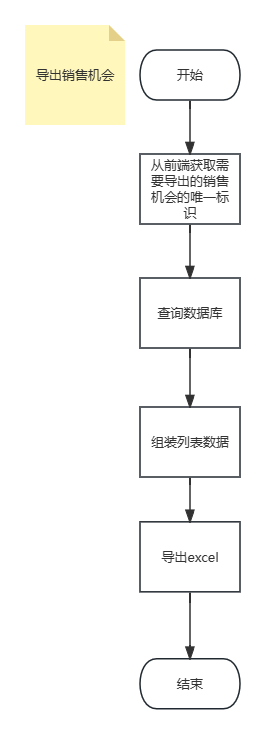 导出销售机会
开始
从前端获取需
要导出的销售
机会的唯一标
识
查询数据库
组装列表数据
导出excel
结束